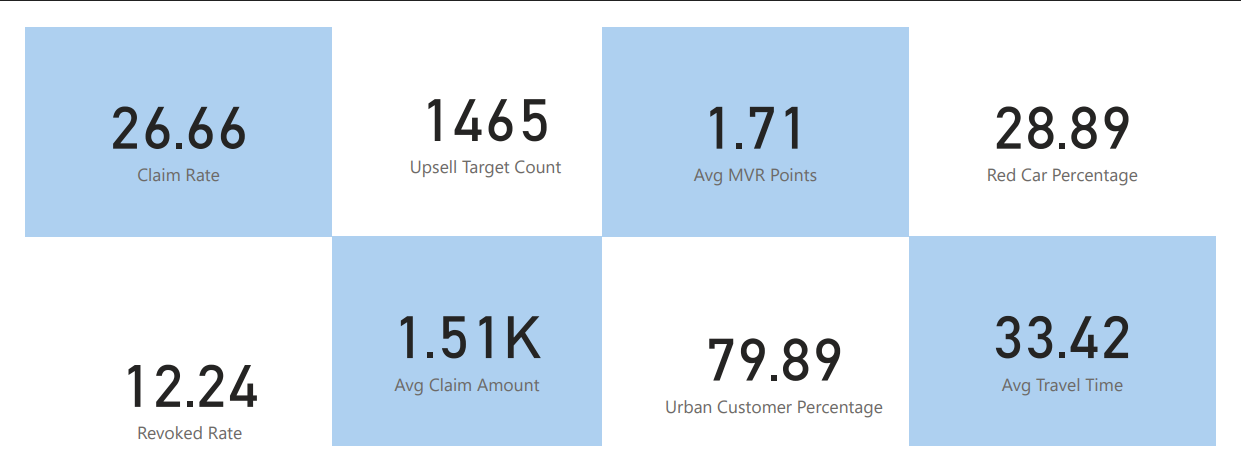 26.66
Claim Rate
1465
Upsell Target Count
1.71
Avg MVR Points
28.89
Red Car Percentage
12.24
Revoked Rate
1.51K
Avg Claim Amount
79.89
Urban Customer Percentage
33.42
Avg Travel Time